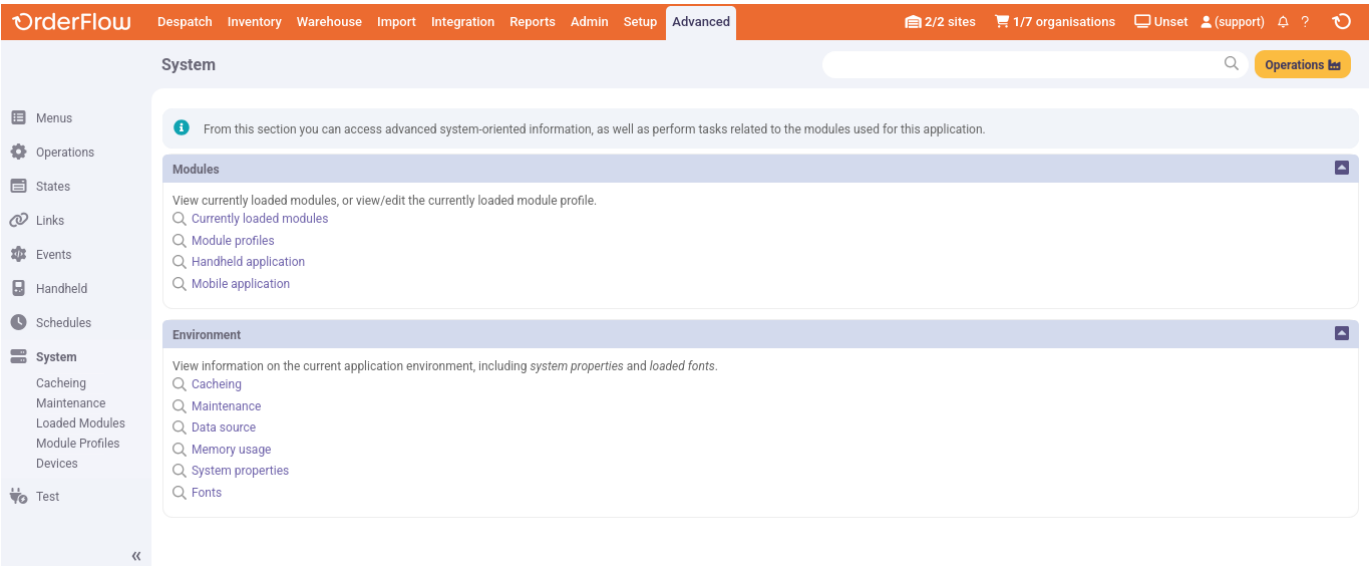 OrderFlow Despatch Inventory Warehouse Import Integration Reports Admin Setup Advanced 2/2 sites 1/7 organisations Unset (support) ?
System Operations
Menus
Operations
States
Links
Events
Handheld
Schedules
System
Cacheing
Maintenance
Loaded Modules
Module Profiles
Devices
Test
«
From this section you can access advanced system-oriented information, as well as perform tasks related to the modules used for this application.
Modules
View currently loaded modules, or view/edit the currently loaded module profile.
Currently loaded modules
Module profiles
Handheld application
Mobile application
Environment
View information on the current application environment, including system properties and loaded fonts.
Cacheing
Maintenance
Data source
Memory usage
System properties
Fonts